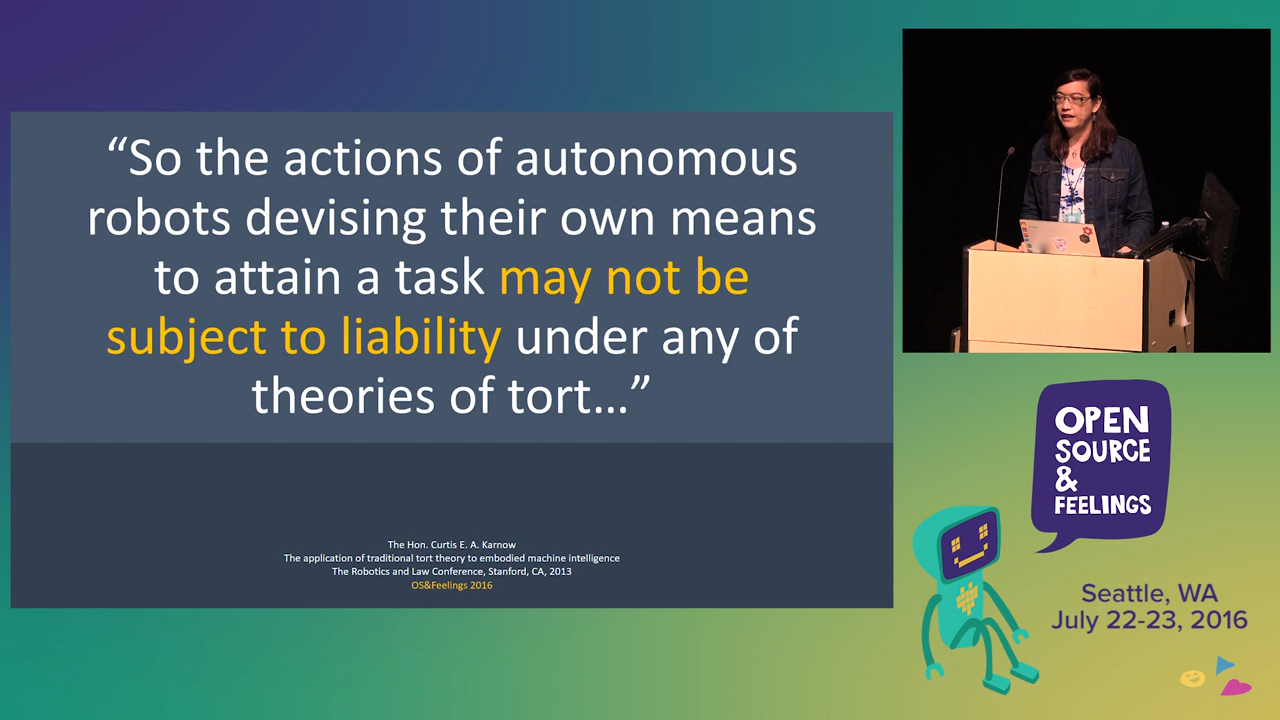 “So the actions of autonomous
robots devising their own means
to attain a task may not be
subject to liability under any of
theories of tort…”
The Hon. Curtis E. A. Karnow
The application of traditional tort theory to embodied machine intelligence
The Robotics and Law Conference, Stanford, CA, 2013
OS&Feelings 2016
OPEN
SOURCE
&
FEELINGS
Seattle, WA
July 22-23, 2016